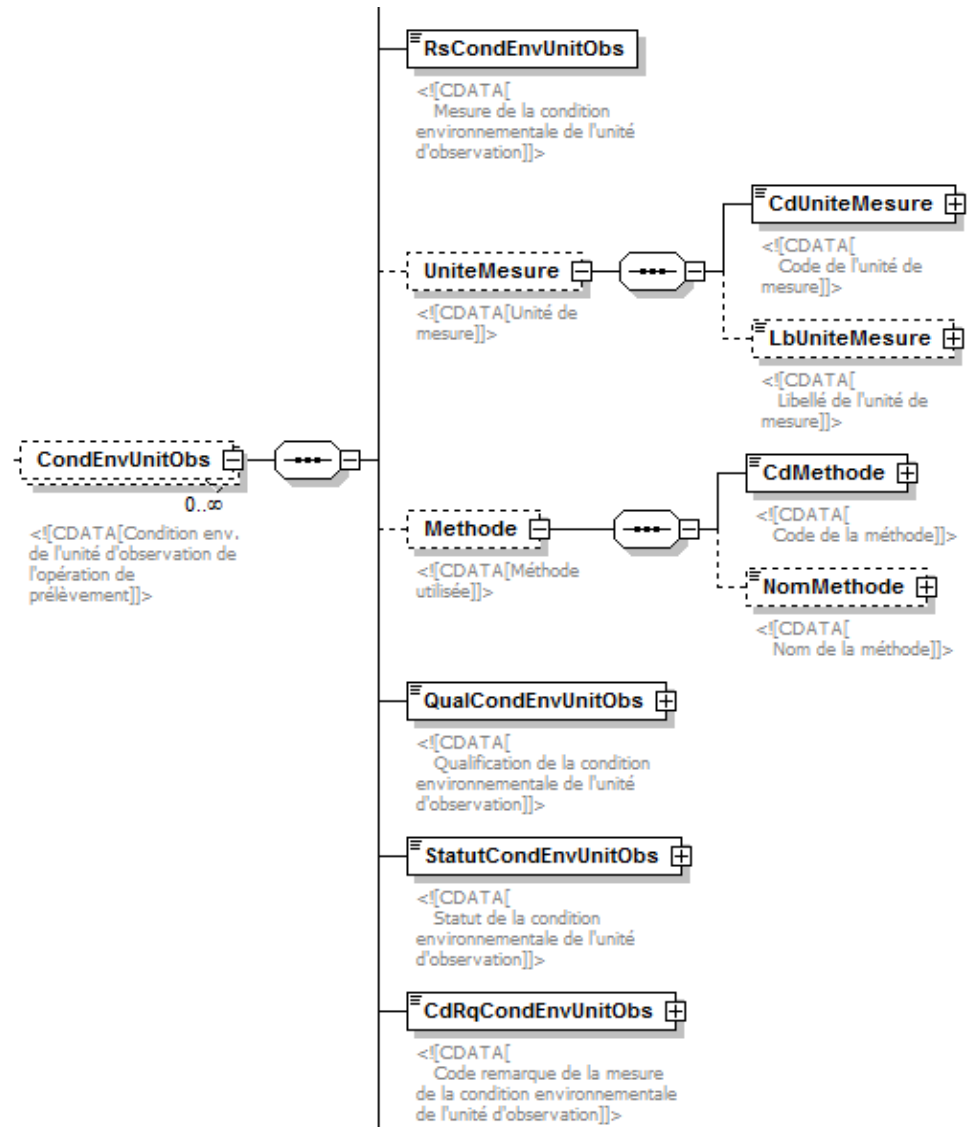 RsCondEnvUnitObs
<![CDATA[
Mesure de la condition
environnementale de l'unité
d'observation]]>
UniteMesure
<![CDATA[Unité de
mesure]]>
CdUniteMesure
<![CDATA[
Code de l'unité de
mesure]]>
LbUniteMesure
<![CDATA[
Libellé de l'unité de
mesure]]>
CondEnvUnitObs
0..∞
<![CDATA[Condition env.
de l'unité d'observation de
l'opération de
prélèvement]]>
Methode
<![CDATA[Méthode
utilisée]]>
CdMethode
<![CDATA[
Code de la méthode]]>
NomMethode
<![CDATA[
Nom de la méthode]]>
QualCondEnvUnitObs
<![CDATA[
Qualification de la condition
environnementale de l'unité
d'observation]]>
StatutCondEnvUnitObs
<![CDATA[
Statut de la condition
environnementale de l'unité
d'observation]]>
CdRqCondEnvUnitObs
<![CDATA[
Code remarque de la mesure
de la condition environnementale
de l'unité d'observation]]>